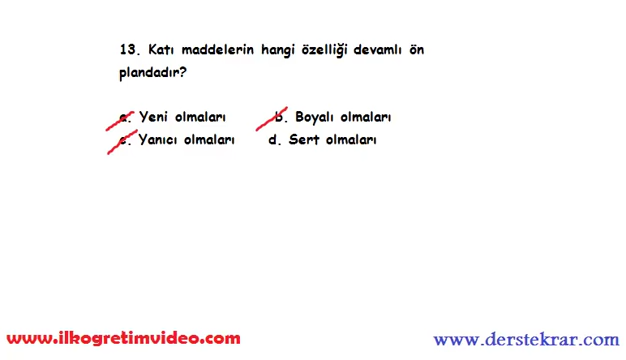 13. Katı maddelerin hangi özelliği devamlı ön
plandadır?
a. Yeni olmaları b. Boyalı olmaları
c. Yanıcı olmaları d. Sert olmaları
www.ilkogretimvideo.com www.derstekrar.com